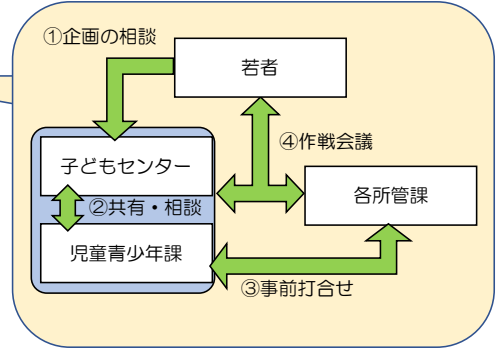 ①企画の相談
若者
④作戦会議
子どもセンター
②共有・相談
各所管課
児童青少年課
③事前打合せ